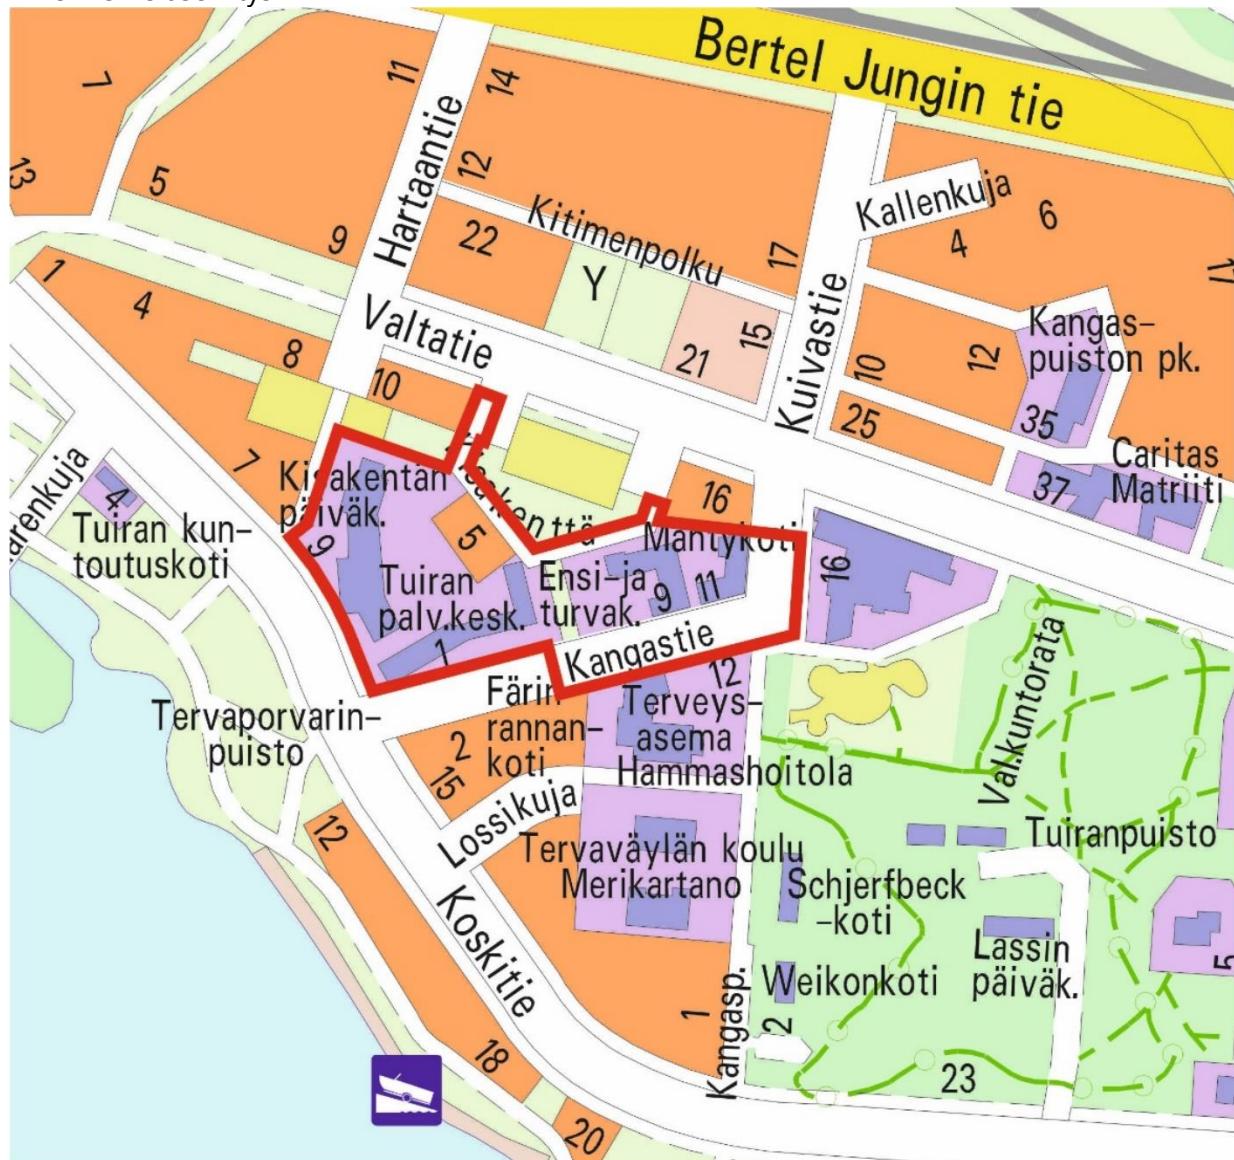 Bertel Jungin tie
7
11
14
13
5
9
Hartaantie
12
Kitimenpolku
22
Y
17
Kallenkuja
4
6
1
4
Valtatie
8
10
21
15
Kuivastie
10
12
Kangas-
puiston pk.
35
25
37
Caritas
Matriiti
7
Kisakentän
päiväk.
9
5
16
Mäntykoti
16
arenkuja
4
Tuiran kun-
toutuskoti
Tuiran
palv.kesk.
1
Ensi-ja
turvak.
9
11
Kangastie
12
Valkuntorata
Tervaporvarin-
puisto
Färin-
rannan-
koti
2
15
Terveys-
asema
Hammashoitola
Lossikuja
12
Tervaväylän koulu
Merikartano
Schjerfbeck
-koti
Tuiranpuisto
Koskitie
Weikonkoti
Lassin
päiväk.
5
1
Kangasp.
2
18
23
20